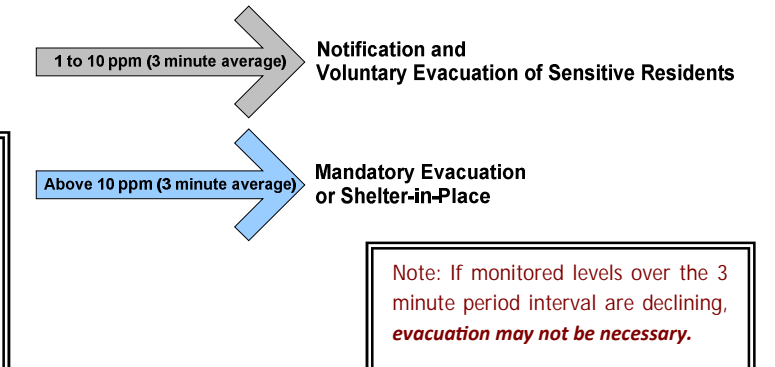 1 to 10 ppm (3 minute average)
Notification and
Voluntary Evacuation of Sensitive Residents
Above 10 ppm (3 minute average)
Mandatory Evacuation
or Shelter-in-Place
Note: If monitored levels over the 3
minute period interval are declining,
evacuation may not be necessary.